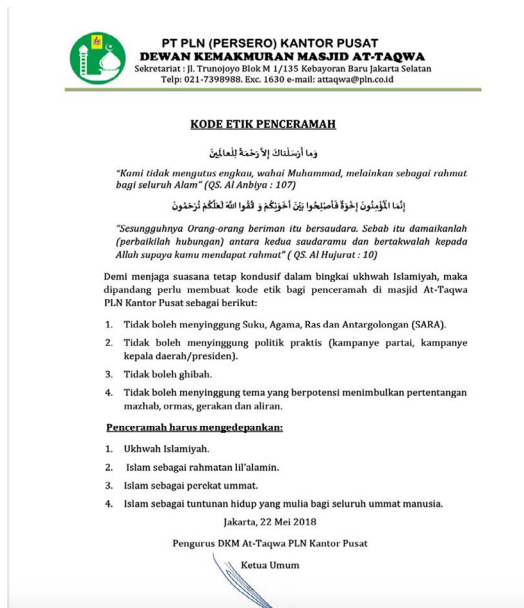 PT PLN (PERSERO) KANTOR PUSAT
DEWAN KEMAKMURAN MASJID AT-TAQWA
Sekretariat : Jl. Trunojoyo Blok M 1/135 Kebayoran Baru Jakarta Selatan
Telp: 021-7398988. Exc. 1630 e-mail: attaqwa@pln.co.id
KODE ETIK PENCERAMAH
وَما أَرْسَلْناكَ إِلاَّ رَحْمَةً لِلْعالَمِينَ
"Kami tidak mengutus engkau, wahai Muhammad, melainkan sebagai rahmat
bagi seluruh Alam" (QS. Al Anbiya : 107)
إِنَّمَا الْمُؤْمِنُونَ إِخْوَةٌ فَأَصْلِحُوا بَيْنَ أَخَوَيْكُمْ وَ اتَّقُوا اللَّهَ لَعَلَّكُمْ تُرْحَمُونَ
"Sesungguhnya Orang-orang beriman itu bersaudara. Sebab itu damaikanlah
(perbaikilah hubungan) antara kedua saudaramu dan bertakwalah kepada
Allah supaya kamu mendapat rahmat" ( QS. Al Hujurat : 10)
Demi menjaga suasana tetap kondusif dalam bingkai ukhwah Islamiyah, maka
dipandang perlu membuat kode etik bagi penceramah di masjid At-Taqwa
PLN Kantor Pusat sebagai berikut:
1. Tidak boleh menyinggung Suku, Agama, Ras dan Antargolongan (SARA).
2. Tidak boleh menyinggung politik praktis (kampanye partai, kampanye
kepala daerah/presiden).
3. Tidak boleh ghibah.
4. Tidak boleh menyinggung tema yang berpotensi menimbulkan pertentangan
mazhab, ormas, gerakan dan aliran.
Penceramah harus mengedepankan:
1. Ukhwah Islamiyah.
2. Islam sebagai rahmatan lil'alamin.
3. Islam sebagai perekat ummat.
4. Islam sebagai tuntunan hidup yang mulia bagi seluruh ummat manusia.
Jakarta, 22 Mei 2018
Pengurus DKM At-Taqwa PLN Kantor Pusat
Ketua Umum